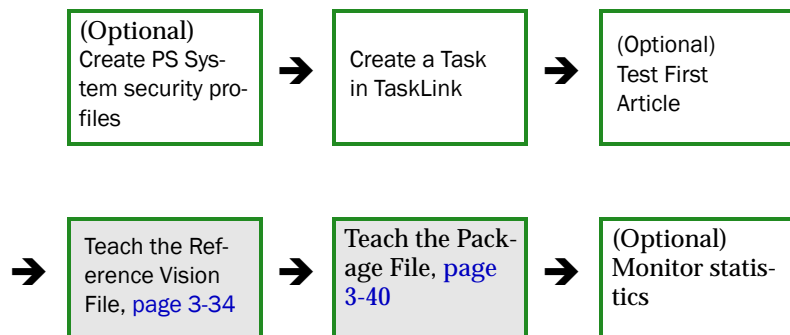 (Optional)
Create PS Sys-
tem security pro-
files
Create a Task
in TaskLink
(Optional)
Test First
Article
Teach the Ref-
erence Vision
File, page 3-34
Teach the Pack-
age File, page
3-40
(Optional)
Monitor statis-
tics